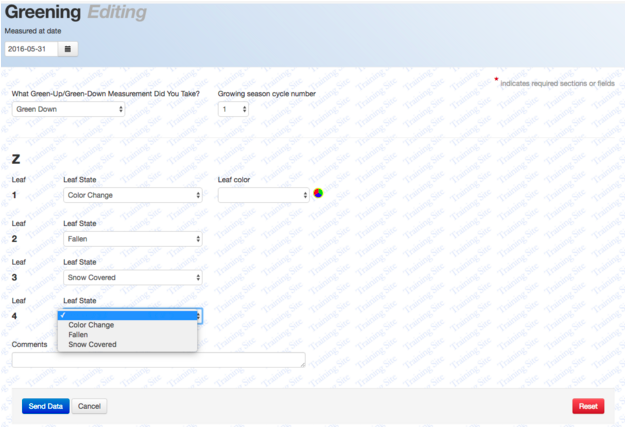 Greening Editing
Measured at date
2016-05-31
* indicates required sections or fields
What Green-Up/Green-Down Measurement Did You Take? Growing season cycle number
Green Down 1
Z
Leaf Leaf State Leaf color
1 Color Change
Leaf Leaf State
2 Fallen
Leaf Leaf State
3 Snow Covered
Leaf Leaf State
4 ✓
Color Change
Fallen
Snow Covered
Comments
Send Data Cancel Reset
Training Site